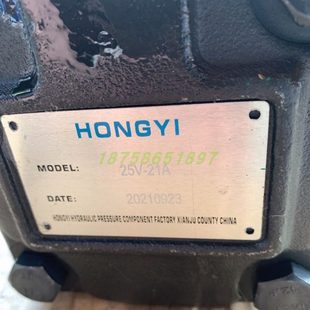 HONGYI
18758651897
MODEL: 25V-21A
DATE: 20210923
HONGYI HYDRAULIC PRESSURE COMPONENT FACTORY XIANJU COUNTY CHINA